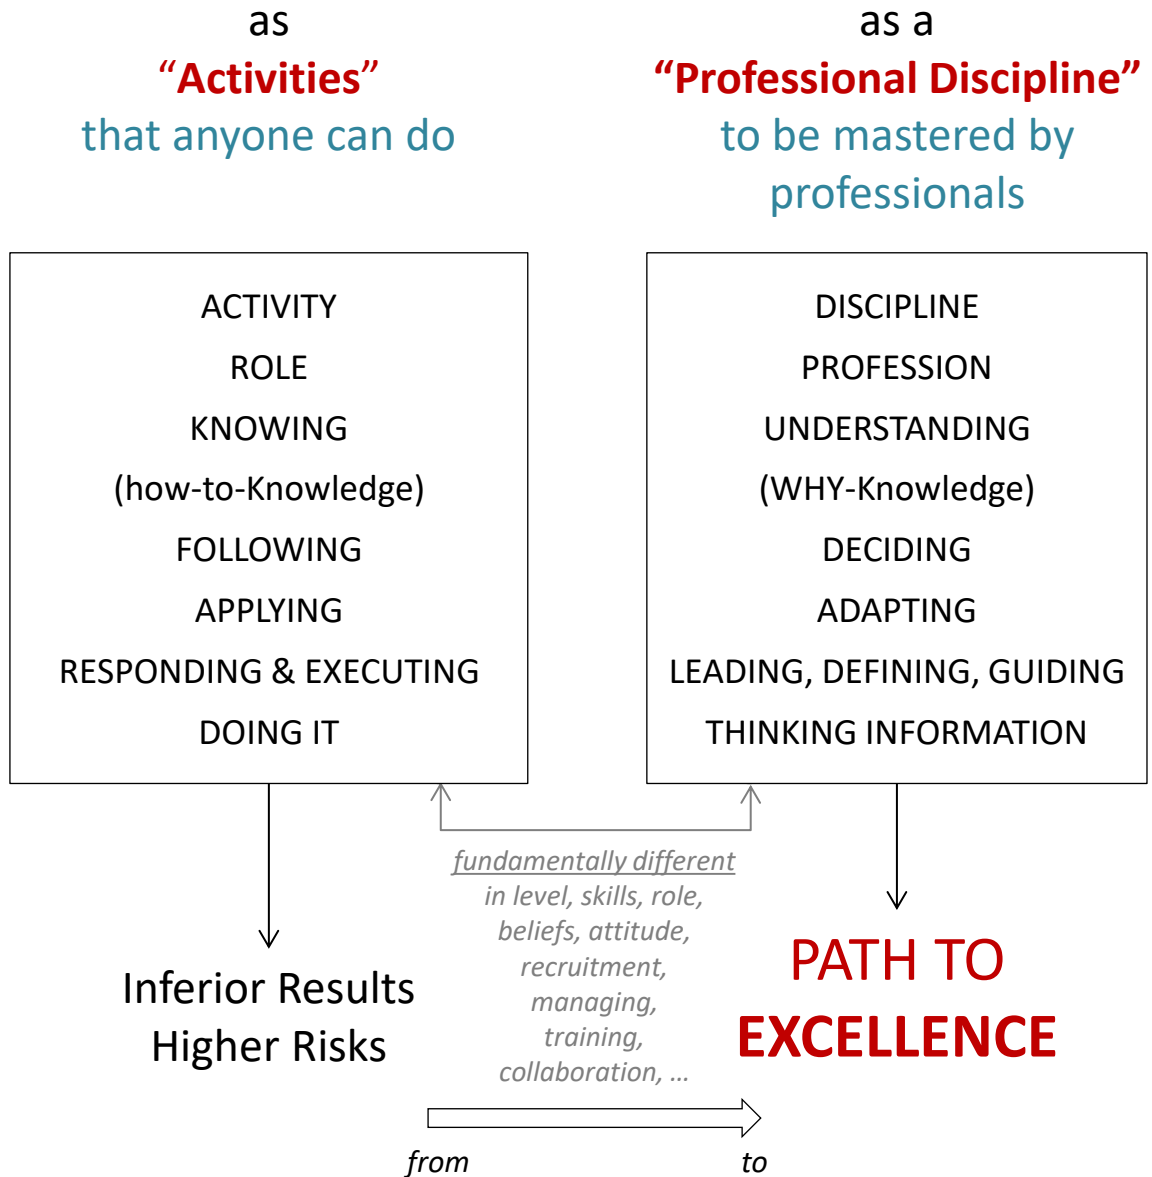 as
“Activities”
that anyone can do
as a
“Professional Discipline”
to be mastered by
professionals
ACTIVITY
ROLE
KNOWING
(how-to-Knowledge)
FOLLOWING
APPLYING
RESPONDING & EXECUTING
DOING IT
DISCIPLINE
PROFESSION
UNDERSTANDING
(WHY-Knowledge)
DECIDING
ADAPTING
LEADING, DEFINING, GUIDING
THINKING INFORMATION
fundamentally different
in level, skills, role,
beliefs, attitude,
recruitment,
managing,
training,
collaboration, ...
Inferior Results
Higher Risks
PATH TO
EXCELLENCE
from
to